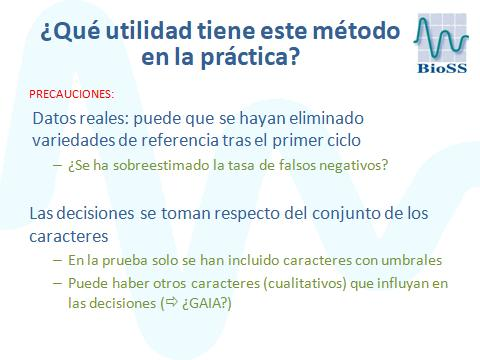 ¿Qué utilidad tiene este método
en la práctica?
BioSS
PRECAUCIONES:
Datos reales: puede que se hayan eliminado
variedades de referencia tras el primer ciclo
– ¿Se ha sobreestimado la tasa de falsos negativos?
Las decisiones se toman respecto del conjunto de los
caracteres
– En la prueba solo se han incluido caracteres con umbrales
– Puede haber otros caracteres (cualitativos) que influyan en
las decisiones (⇨ ¿GAIA?)